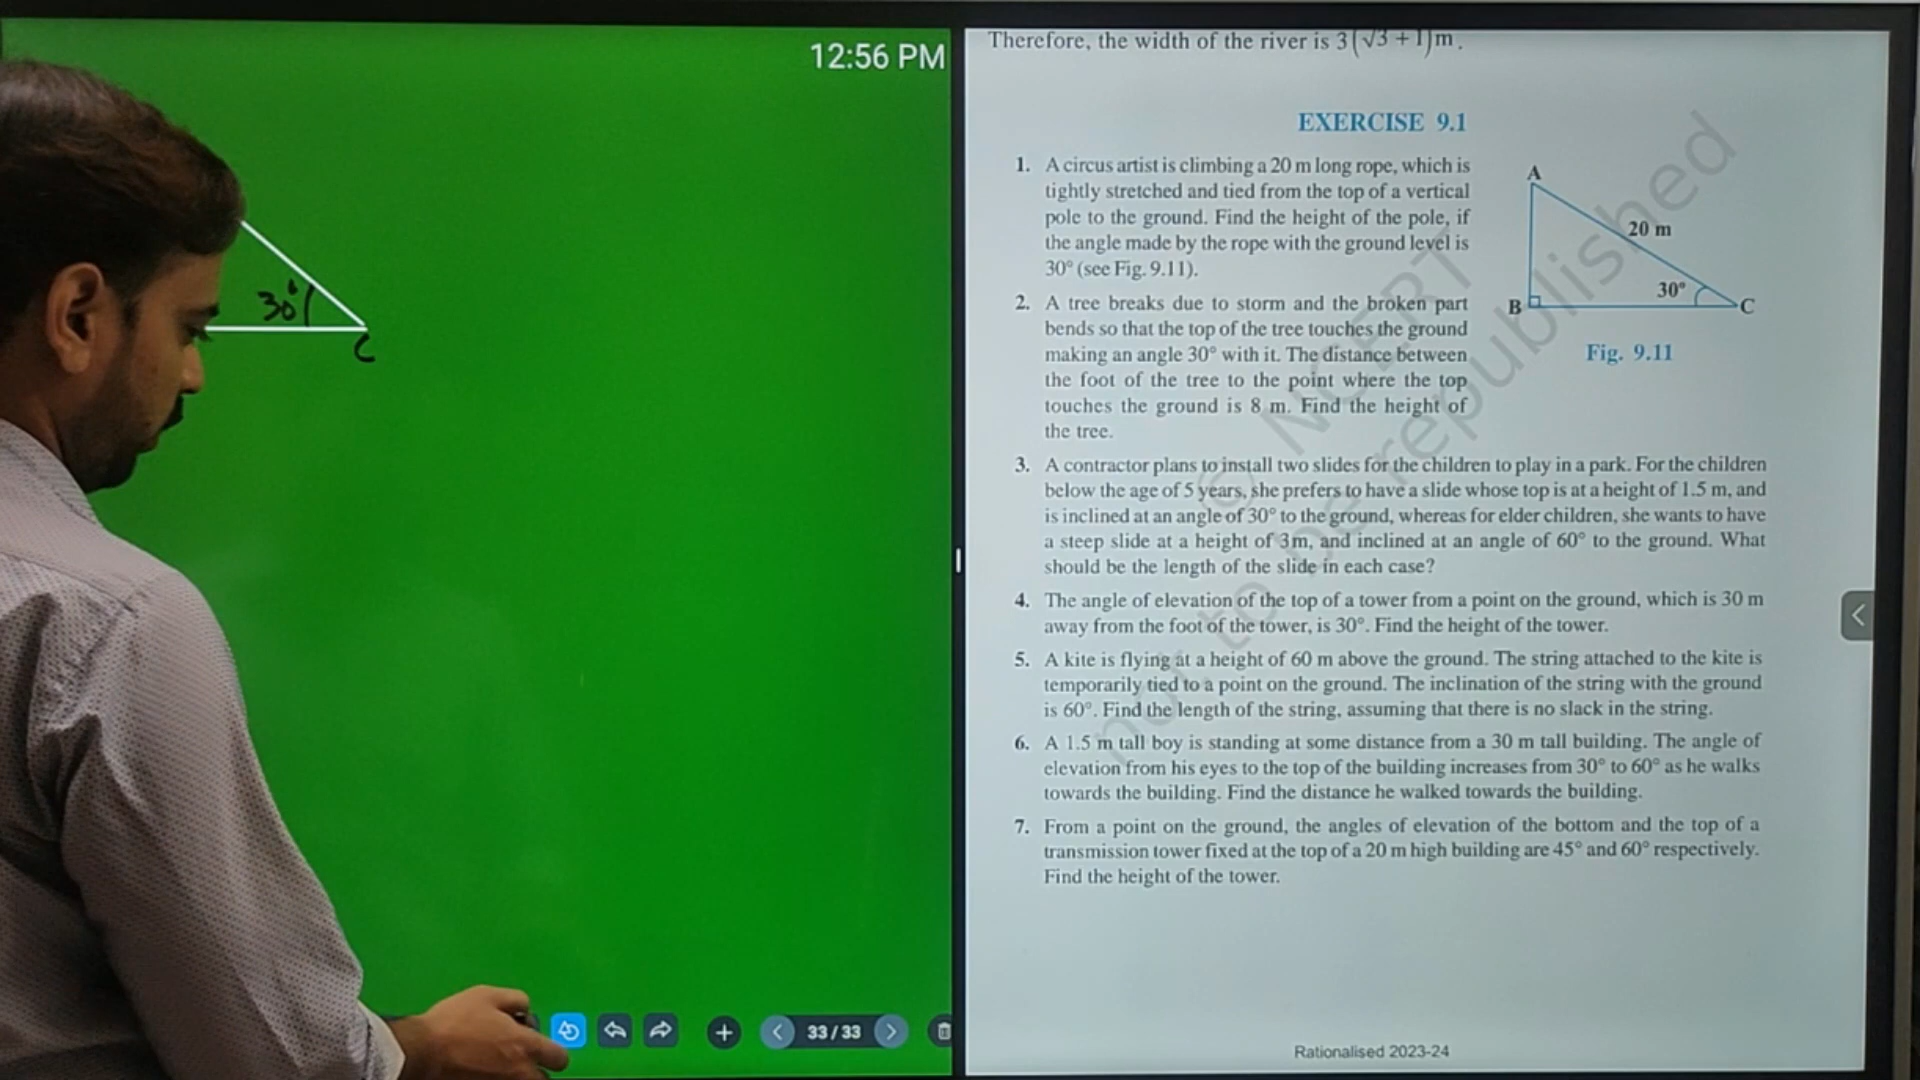 12:56 PM
30°
C
33/33
Therefore, the width of the river is 3(√3 + 1)m.
EXERCISE 9.1
1. A circus artist is climbing a 20 m long rope, which is
tightly stretched and tied from the top of a vertical
pole to the ground. Find the height of the pole, if
the angle made by the rope with the ground level is
30° (see Fig. 9.11).
A
20 m
30°
B
C
Fig. 9.11
2. A tree breaks due to storm and the broken part
bends so that the top of the tree touches the ground
making an angle 30° with it. The distance between
the foot of the tree to the point where the top
touches the ground is 8 m. Find the height of
the tree.
3. A contractor plans to install two slides for the children to play in a park. For the children
below the age of 5 years, she prefers to have a slide whose top is at a height of 1.5 m, and
is inclined at an angle of 30° to the ground, whereas for elder children, she wants to have
a steep slide at a height of 3m, and inclined at an angle of 60° to the ground. What
should be the length of the slide in each case?
4. The angle of elevation of the top of a tower from a point on the ground, which is 30 m
away from the foot of the tower, is 30°. Find the height of the tower.
5. A kite is flying at a height of 60 m above the ground. The string attached to the kite is
temporarily tied to a point on the ground. The inclination of the string with the ground
is 60°. Find the length of the string, assuming that there is no slack in the string.
6. A 1.5 m tall boy is standing at some distance from a 30 m tall building. The angle of
elevation from his eyes to the top of the building increases from 30° to 60° as he walks
towards the building. Find the distance he walked towards the building.
7. From a point on the ground, the angles of elevation of the bottom and the top of a
transmission tower fixed at the top of a 20 m high building are 45° and 60° respectively.
Find the height of the tower.
© NCERT
not to be republished
Rationalised 2023-24